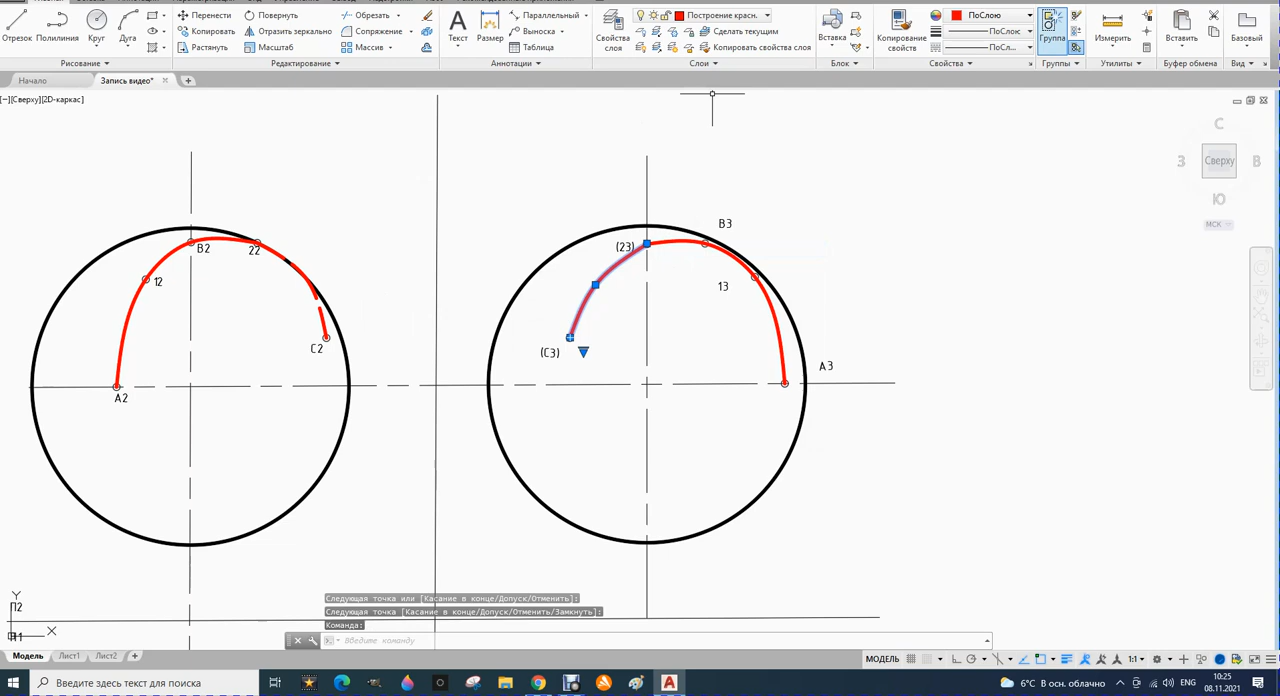 Отрезок Полилиния Круг Дуга
Перенести Повернуть Обрезать
Копировать Отразить зеркально Сопряжение
Растянуть Масштаб Массив
Текст Размер
Параллельный
Выноска
Таблица
Свойства слоя
Построение красн.
Сделать текущим
Копировать свойства слоя
Вставка
Копирование свойств
ПоСлою
ПоСлою
ПоСл...
Группа
Измерить
Вставить
Базовый
Рисование Редактирование Аннотации Слои Блок Свойства Группы Утилиты Буфер обмена Вид
Начало Запись видео*
[−][Сверху][2D-каркас]
С
З Сверху В
Ю
МСК
B2 22
12
C2
A2
B3
(23)
13
(C3)
A3
Y
П2
П1 X
Следующая точка или [Касание в конце/Допуск/Отменить]:
Следующая точка [Касание в конце/Допуск/Отменить/Замкнуть]:
Команда:
Введите команду
Модель Лист1 Лист2
МОДЕЛЬ 1:1
Введите здесь текст для поиска
6°C В осн. облачно ENG
10:25
08.11.2021